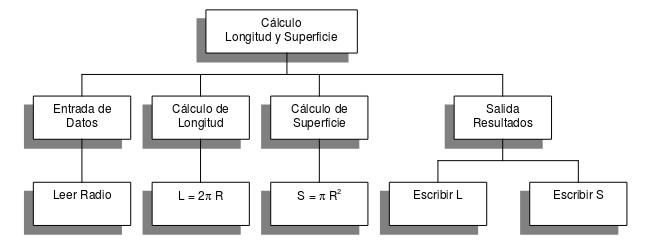 Cálculo
Longitud y Superficie
Entrada de
Datos
Cálculo de
Longitud
Cálculo de
Superficie
Salida
Resultados
Leer Radio
L = 2π R
S = π R²
Escribir L
Escribir S